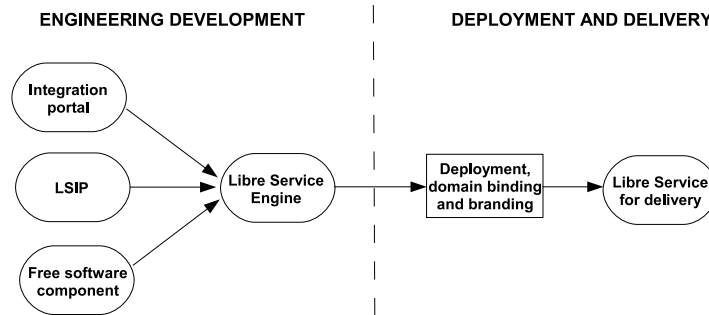 ENGINEERING DEVELOPMENT
DEPLOYMENT AND DELIVERY
Integration
portal
LSIP
Free software
component
Libre Service
Engine
Deployment,
domain binding
and branding
Libre Service
for delivery